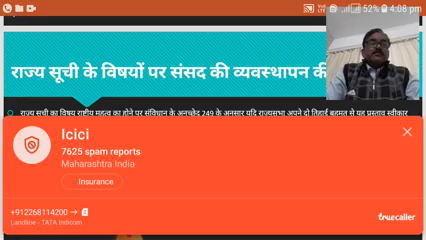 52% 4:08 pm
राज्य सूची के विषयों पर संसद की व्यवस्थापन की
राज्य सूची का विषय राष्ट्रीय महत्व का होने पर संविधान के अनुच्छेद 249 के अनुसार यदि राज्यसभा अपने दो तिहाई बहुमत से यह प्रस्ताव स्वीकार
Icici
7625 spam reports
Maharashtra India
Insurance
+912268114200
Landline - TATA Indicom
truecaller